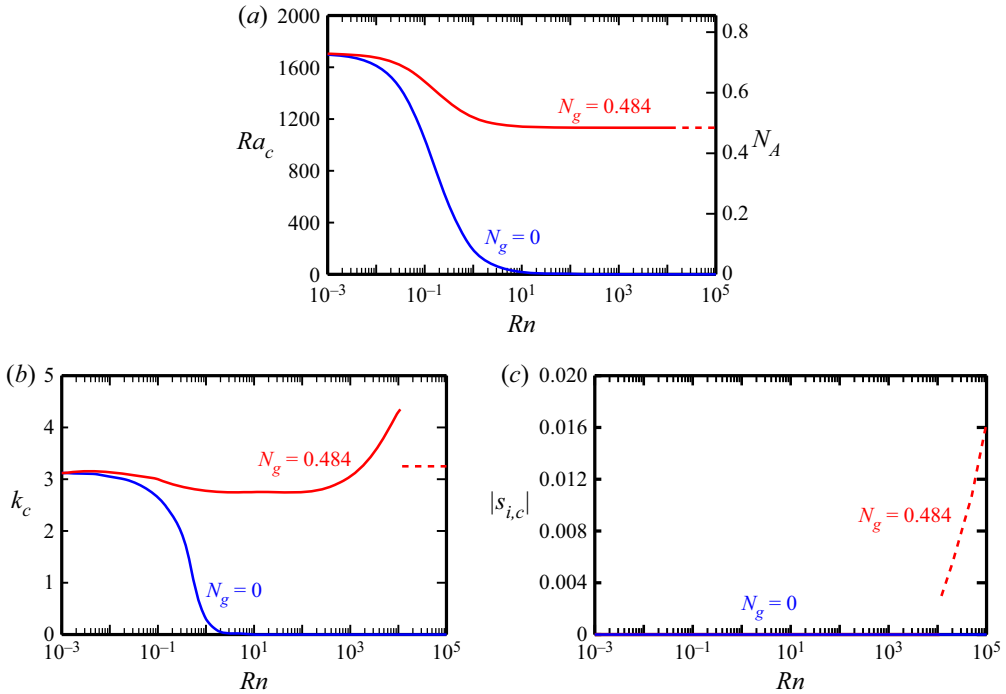 (a)
2000
1600
1200
800
400
0
Ra_c
0.8
0.6
0.4
0.2
0
N_A
N_g = 0.484
N_g = 0
10^–3 10^–1 10^1 10^3 10^5
Rn
(b)
5
4
3
2
1
0
k_c
N_g = 0.484
N_g = 0
10^–3 10^–1 10^1 10^3 10^5
Rn
(c)
0.020
0.016
0.012
0.008
0.004
0
|s_{i,c}|
N_g = 0.484
N_g = 0
10^–3 10^–1 10^1 10^3 10^5
Rn